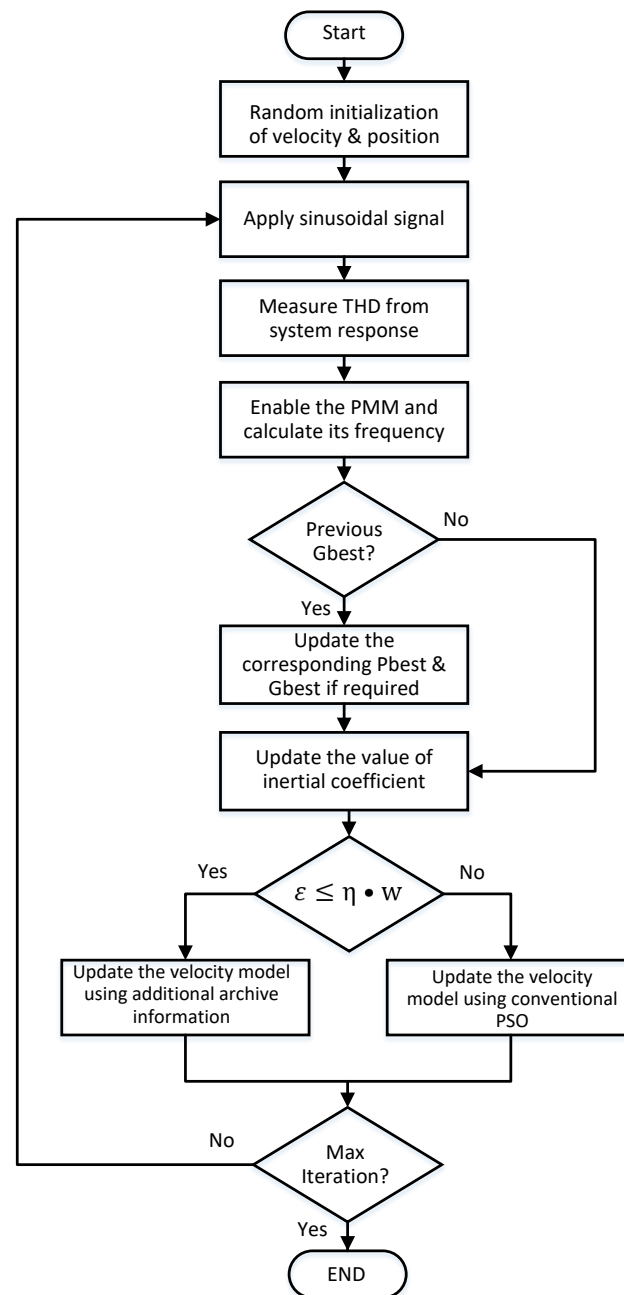 Start
Random initialization
of velocity & position
Apply sinusoidal signal
Measure THD from
system response
Enable the PMM and
calculate its frequency
Previous
Gbest?
No
Yes
Update the
corresponding Pbest &
Gbest if required
Update the value of
inertial coefficient
Yes
No
ε ≤ η • w
Update the velocity model
using additional archive
information
Update the velocity
model using conventional
PSO
No
Max
Iteration?
Yes
END